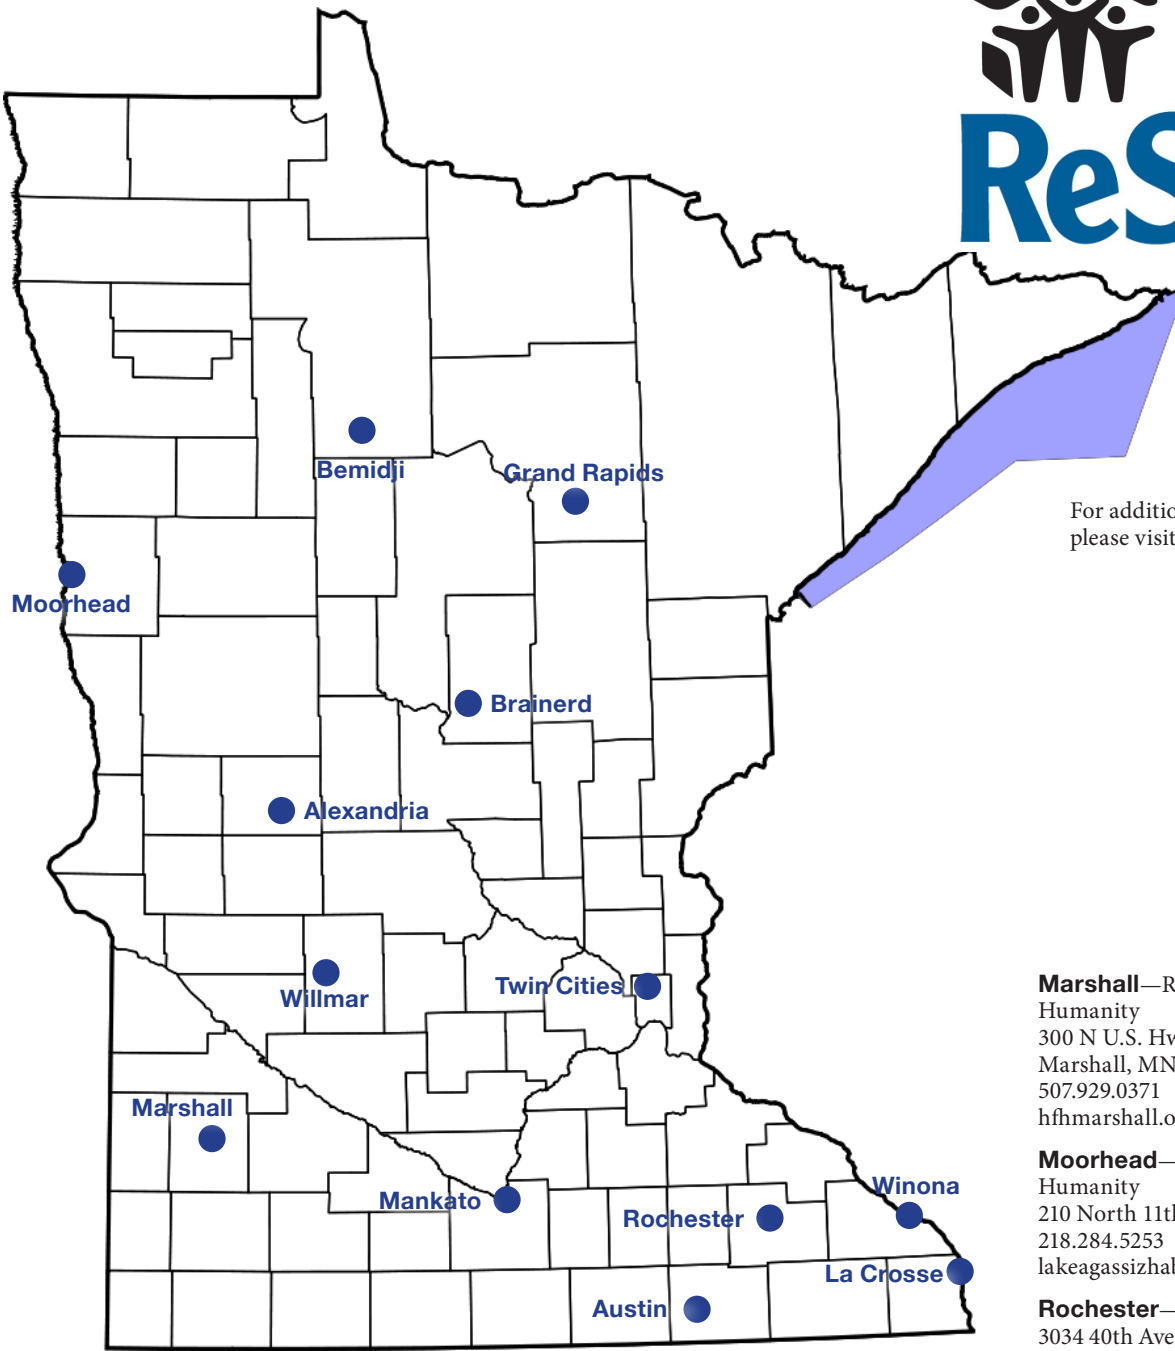 ReS
Bemidji
Grand Rapids
For additio
please visit
Moorhead
Brainerd
Alexandria
Twin Cities
Willmar
Marshall
Mankato
Winona
Rochester
La Crosse
Austin
Marshall—R
Humanity
300 N U.S. Hw
Marshall, MN
507.929.0371
hfhmarshall.o
Moorhead—
Humanity
210 North 11th
218.284.5253
lakeagassizhab
Rochester—
3034 40th Ave